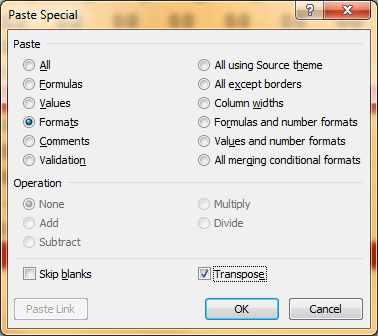 Paste Special
Paste
All
All using Source theme
Formulas
All except borders
Values
Column widths
Formats
Formulas and number formats
Comments
Values and number formats
Validation
All merging conditional formats
Operation
None
Multiply
Add
Divide
Subtract
Skip blanks
Transpose
Paste Link
OK
Cancel